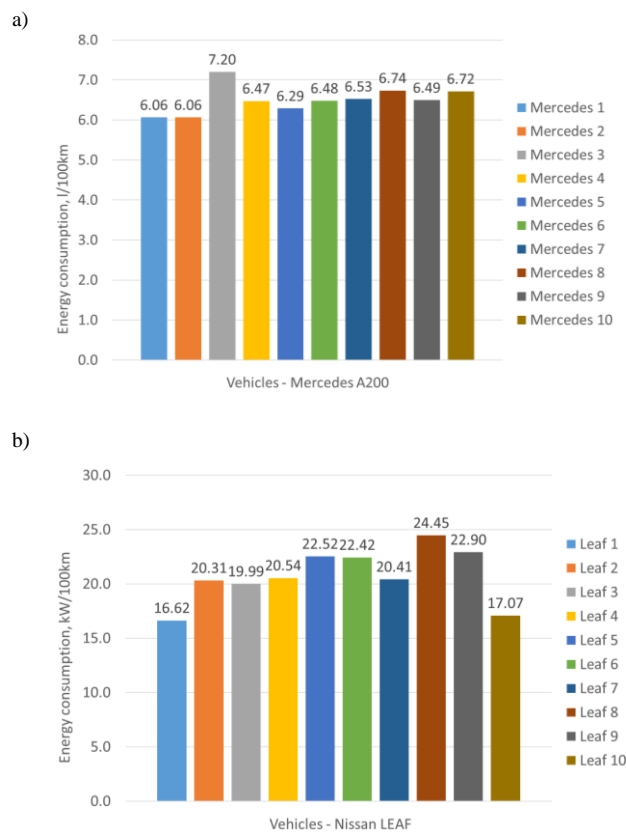 a)
8.0
7.0
6.0
5.0
4.0
3.0
2.0
1.0
0.0
Energy consumption, l/100km
6.06
6.06
7.20
6.47
6.29
6.48
6.53
6.74
6.49
6.72
Vehicles - Mercedes A200
Mercedes 1
Mercedes 2
Mercedes 3
Mercedes 4
Mercedes 5
Mercedes 6
Mercedes 7
Mercedes 8
Mercedes 9
Mercedes 10
b)
30.0
25.0
20.0
15.0
10.0
5.0
0.0
Energy consumption, kW/100km
16.62
20.31
19.99
20.54
22.52
22.42
20.41
24.45
22.90
17.07
Vehicles - Nissan LEAF
Leaf 1
Leaf 2
Leaf 3
Leaf 4
Leaf 5
Leaf 6
Leaf 7
Leaf 8
Leaf 9
Leaf 10